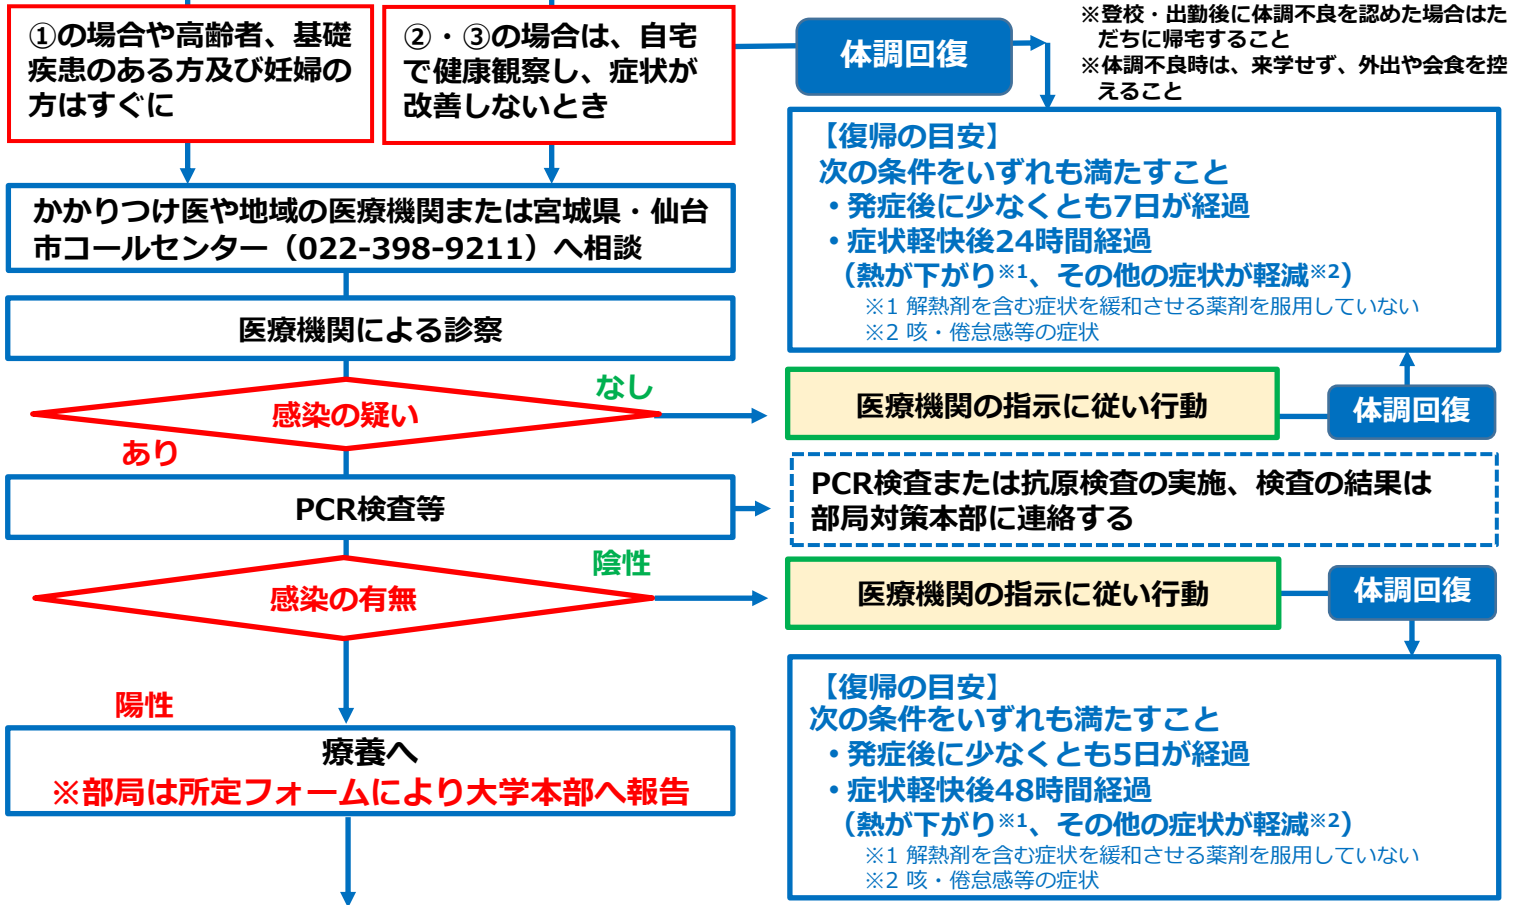 ①の場合や高齢者、基礎
疾患のある方及び妊婦の
方はすぐに
②・③の場合は、自宅
で健康観察し、症状が
改善しないとき
体調回復
※登校・出勤後に体調不良を認めた場合はた
だちに帰宅すること
※体調不良時は、来学せず、外出や会食を控
えること
【復帰の目安】
次の条件をいずれも満たすこと
・発症後に少なくとも7日が経過
・症状軽快後24時間経過
（熱が下がり※1、その他の症状が軽減※2）
※1 解熱剤を含む症状を緩和させる薬剤を服用していない
※2 咳・倦怠感等の症状
かかりつけ医や地域の医療機関または宮城県・仙台
市コールセンター（022-398-9211）へ相談
医療機関による診察
感染の疑い
なし
あり
医療機関の指示に従い行動
体調回復
PCR検査等
PCR検査または抗原検査の実施、検査の結果は
部局対策本部に連絡する
感染の有無
陰性
陽性
医療機関の指示に従い行動
体調回復
療養へ
※部局は所定フォームにより大学本部へ報告
【復帰の目安】
次の条件をいずれも満たすこと
・発症後に少なくとも5日が経過
・症状軽快後48時間経過
（熱が下がり※1、その他の症状が軽減※2）
※1 解熱剤を含む症状を緩和させる薬剤を服用していない
※2 咳・倦怠感等の症状